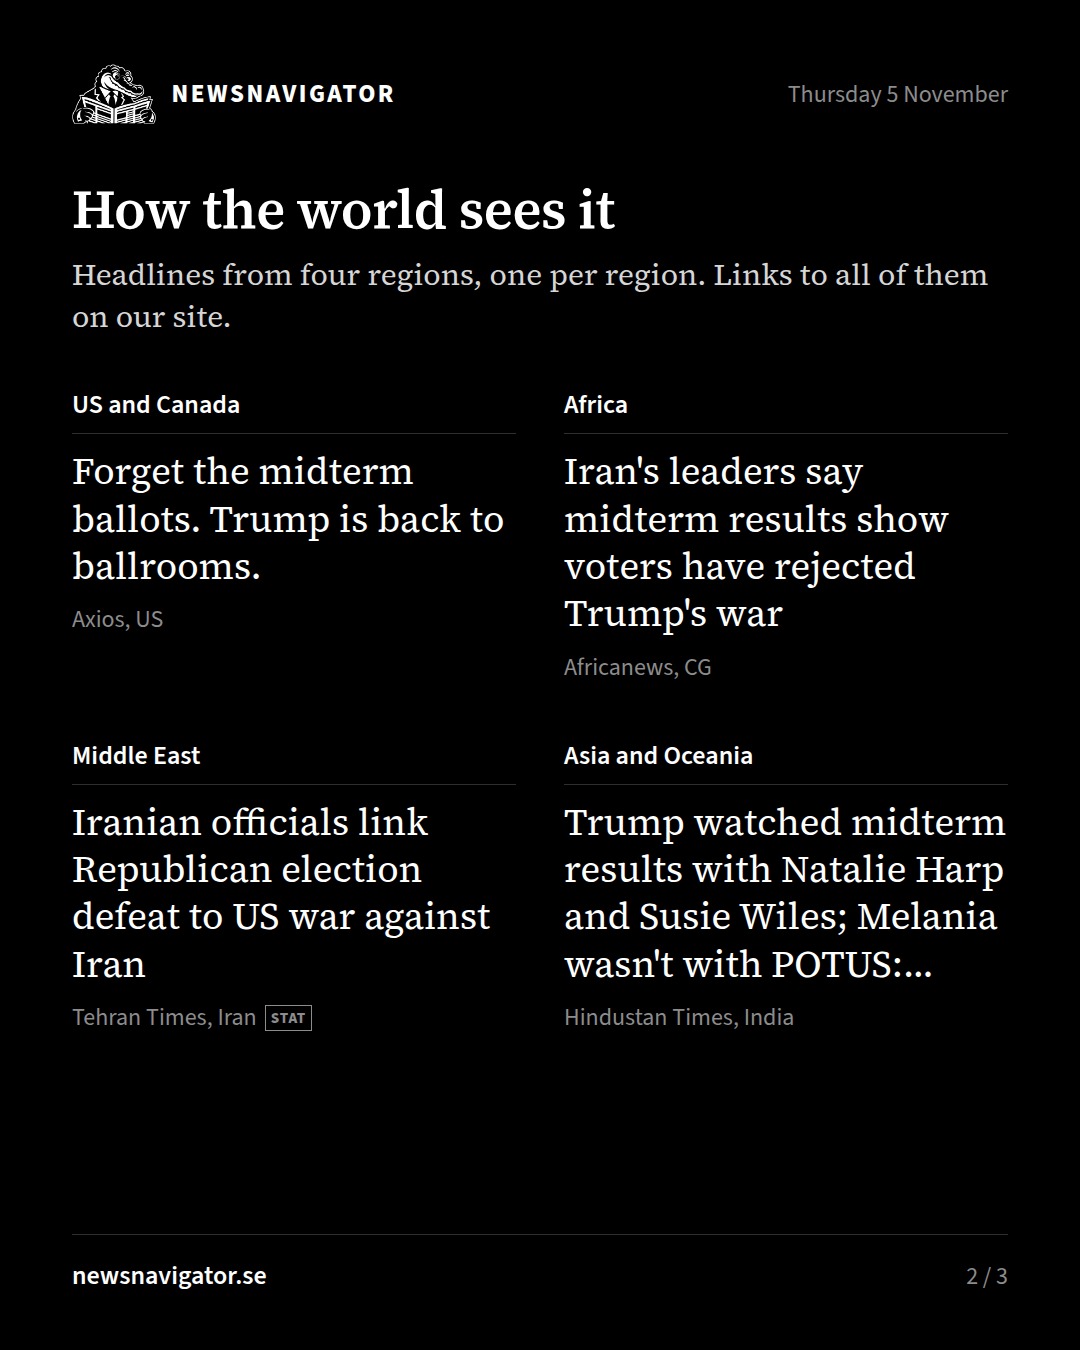 NEWSNAVIGATOR
Thursday 5 November
How the world sees it
Headlines from four regions, one per region. Links to all of them
on our site.
US and Canada
Forget the midterm
ballots. Trump is back to
ballrooms.
Axios, US
Africa
Iran's leaders say
midterm results show
voters have rejected
Trump's war
Africanews, CG
Middle East
Iranian officials link
Republican election
defeat to US war against
Iran
Tehran Times, Iran STAT
Asia and Oceania
Trump watched midterm
results with Natalie Harp
and Susie Wiles; Melania
wasn't with POTUS:...
Hindustan Times, India
newsnavigator.se
2 / 3